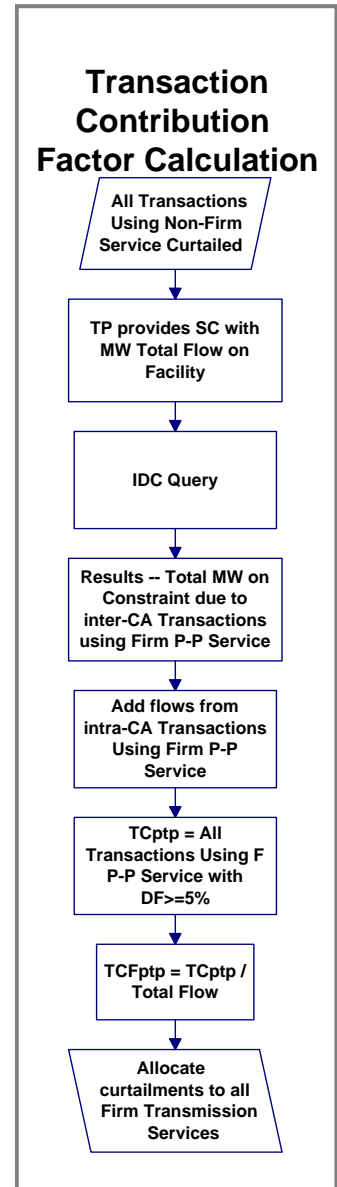 Transaction
Contribution
Factor Calculation
All Transactions
Using Non-Firm
Service Curtailed
TP provides SC with
MW Total Flow on
Facility
IDC Query
Results -- Total MW on
Constraint due to
inter-CA Transactions
using Firm P-P Service
Add flows from
intra-CA Transactions
Using Firm P-P
Service
TCptp = All
Transactions Using F
P-P Service with
DF>=5%
TCFptp = TCptp /
Total Flow
Allocate
curtailments to all
Firm Transmission
Services